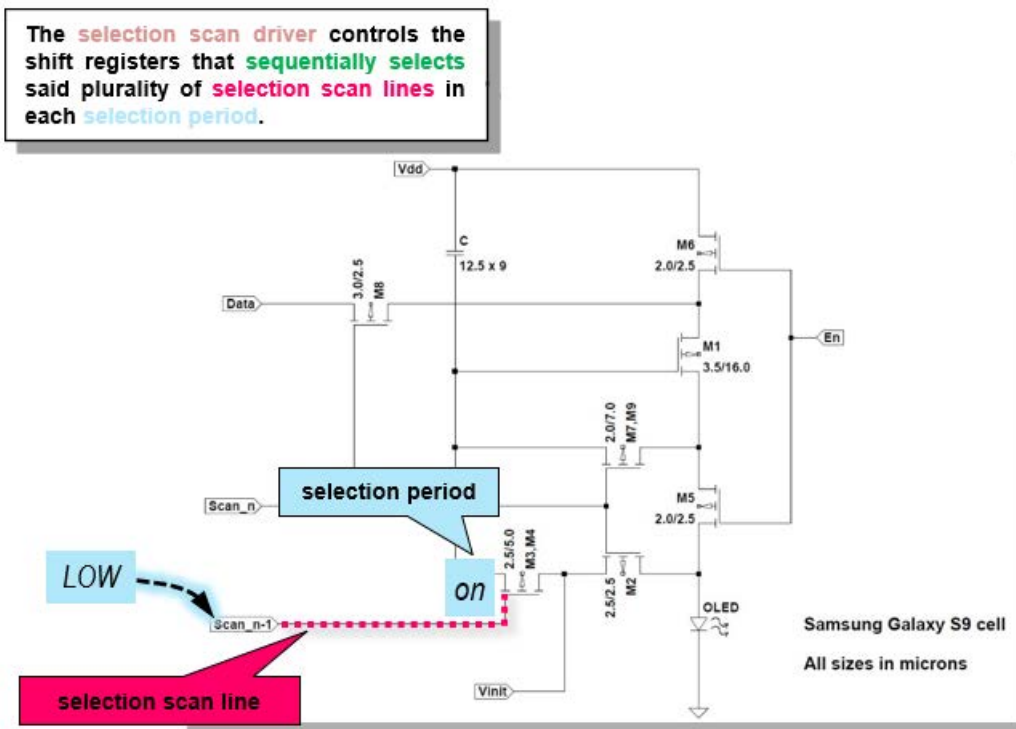 The selection scan driver controls the
shift registers that sequentially selects
said plurality of selection scan lines in
each selection period.
Vdd
C
12.5 x 9
M6
2.0/2.5
3.0/2.5
M8
Data
En
M1
3.5/16.0
2.0/7.0
M7,M9
selection period
Scan_n
M5
2.0/2.5
LOW
on
2.5/5.0
M3,M4
2.5/2.5
M2
OLED
Scan_n-1
Samsung Galaxy S9 cell
All sizes in microns
selection scan line
Vinit